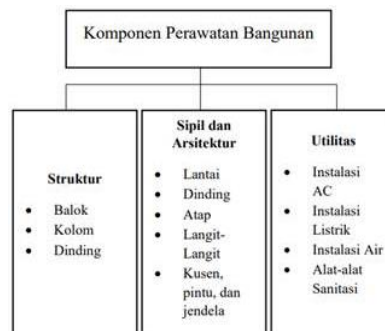 Komponen Perawatan Bangunan
Struktur
• Balok
• Kolom
• Dinding
Sipil dan
Arsitektur
• Lantai
• Dinding
• Atap
• Langit-
Langit
• Kusen,
pintu, dan
jendela
Utilitas
• Instalasi
AC
• Instalasi
Listrik
• Instalasi Air
• Alat-alat
Sanitasi